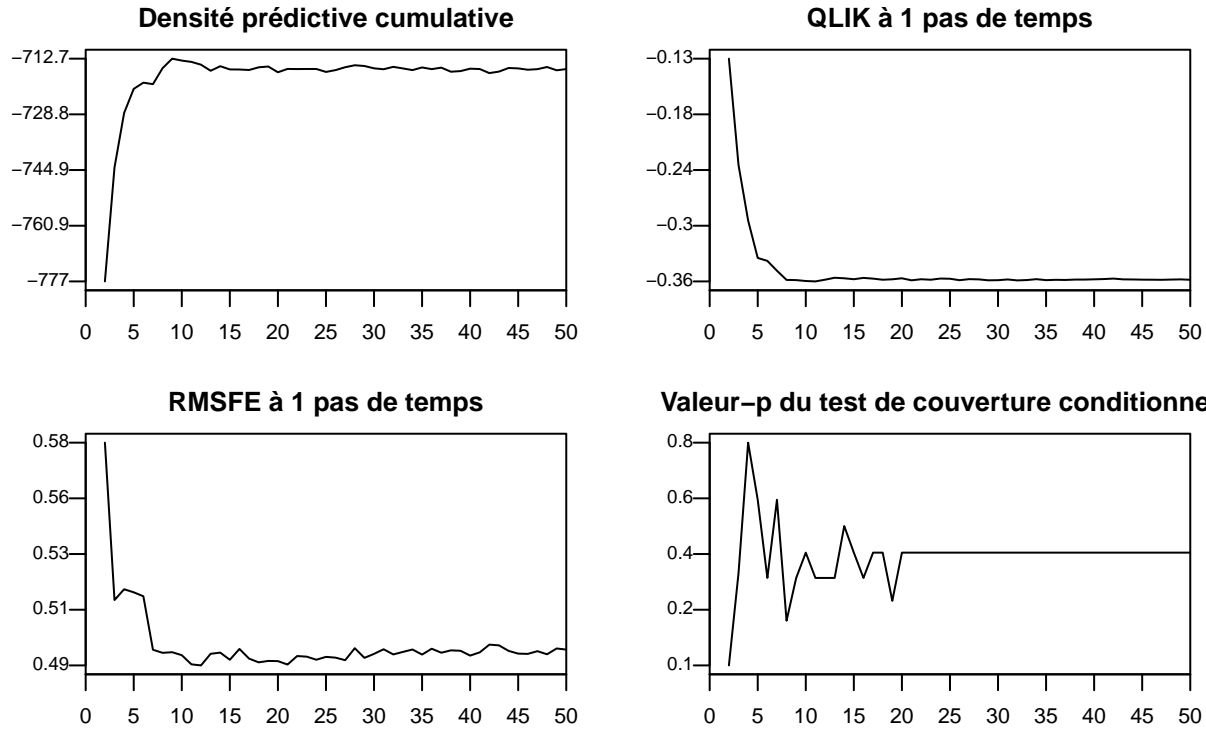 Densité prédictive cumulative
−712.7
−728.8
−744.9
−760.9
−777
0 5 10 15 20 25 30 35 40 45 50
QLIK à 1 pas de temps
−0.13
−0.18
−0.24
−0.3
−0.36
0 5 10 15 20 25 30 35 40 45 50
RMSFE à 1 pas de temps
0.58
0.56
0.53
0.51
0.49
0 5 10 15 20 25 30 35 40 45 50
Valeur−p du test de couverture conditionne
0.8
0.6
0.4
0.2
0.1
0 5 10 15 20 25 30 35 40 45 50